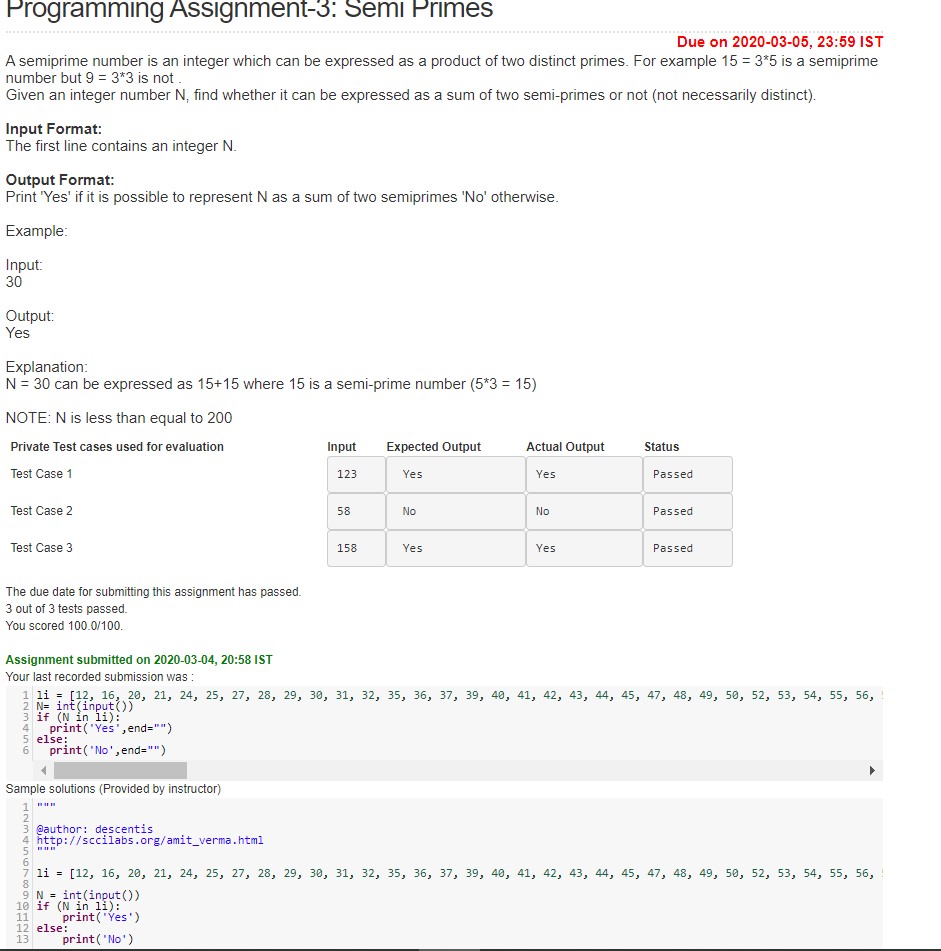 Programming Assignment-3: Semi Primes
Due on 2020-03-05, 23:59 IST
A semiprime number is an integer which can be expressed as a product of two distinct primes. For example 15 = 3*5 is a semiprime
number but 9 = 3*3 is not .
Given an integer number N, find whether it can be expressed as a sum of two semi-primes or not (not necessarily distinct).
Input Format:
The first line contains an integer N.
Output Format:
Print 'Yes' if it is possible to represent N as a sum of two semiprimes 'No' otherwise.
Example:
Input:
30
Output:
Yes
Explanation:
N = 30 can be expressed as 15+15 where 15 is a semi-prime number (5*3 = 15)
NOTE: N is less than equal to 200
Private Test cases used for evaluation Input Expected Output Actual Output Status
Test Case 1 123 Yes Yes Passed
Test Case 2 58 No No Passed
Test Case 3 158 Yes Yes Passed
The due date for submitting this assignment has passed.
3 out of 3 tests passed.
You scored 100.0/100.
Assignment submitted on 2020-03-04, 20:58 IST
Your last recorded submission was :
1 li = [12, 16, 20, 21, 24, 25, 27, 28, 29, 30, 31, 32, 35, 36, 37, 39, 40, 41, 42, 43, 44, 45, 47, 48, 49, 50, 52, 53, 54, 55, 56,
2 N= int(input())
3 if (N in li):
4 print('Yes',end="")
5 else:
6 print('No',end="")
Sample solutions (Provided by instructor)
1 """
2
3 @author: descentis
4 http://sccilabs.org/amit_verma.html
5 """
6
7 li = [12, 16, 20, 21, 24, 25, 27, 28, 29, 30, 31, 32, 35, 36, 37, 39, 40, 41, 42, 43, 44, 45, 47, 48, 49, 50, 52, 53, 54, 55, 56,
8
9 N = int(input())
10 if (N in li):
11 print('Yes')
12 else:
13 print('No')